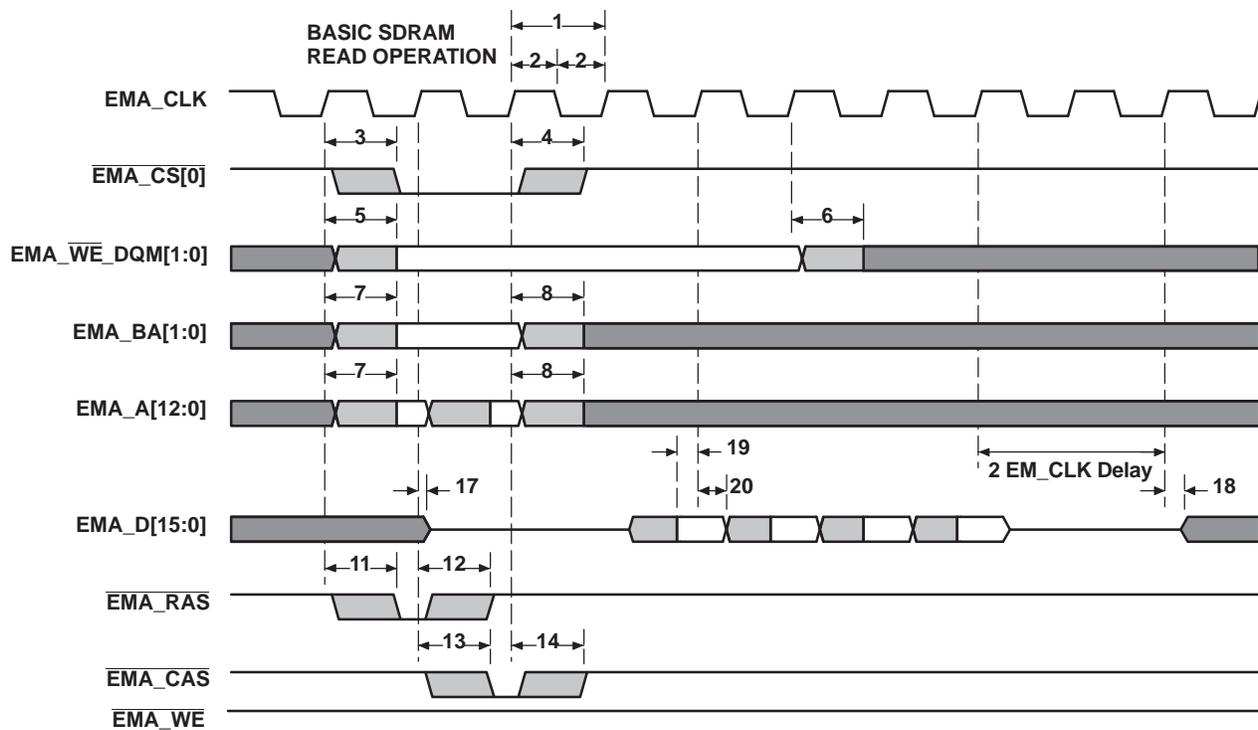 1
BASIC SDRAM
READ OPERATION
2 2
EMA_CLK
3 4
EMA_CS[0]
5 6
EMA_WE_DQM[1:0]
7 8
EMA_BA[1:0]
7 8
EMA_A[12:0]
19
2 EM_CLK Delay
17 20 18
EMA_D[15:0]
11 12
EMA_RAS
13 14
EMA_CAS
EMA_WE